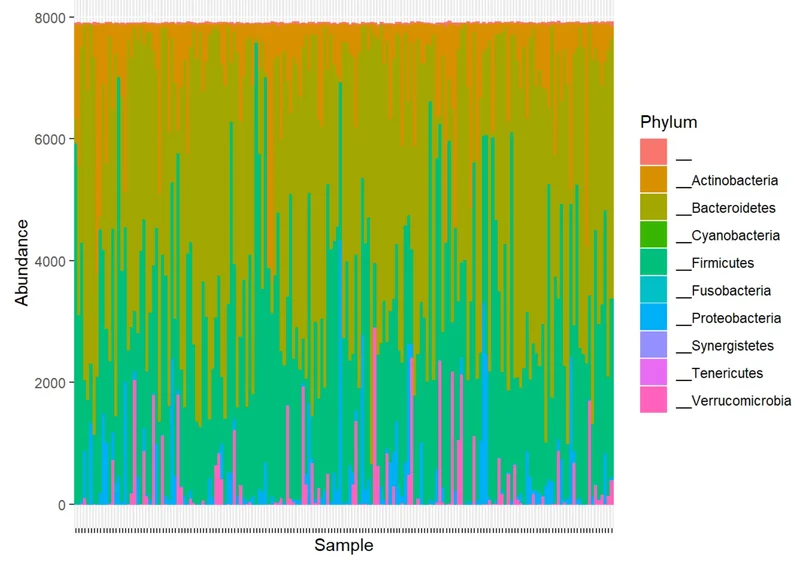 8000
6000
4000
2000
0
Abundance
Sample
Phylum
__
__Actinobacteria
__Bacteroidetes
__Cyanobacteria
__Firmicutes
__Fusobacteria
__Proteobacteria
__Synergistetes
__Tenericutes
__Verrucomicrobia